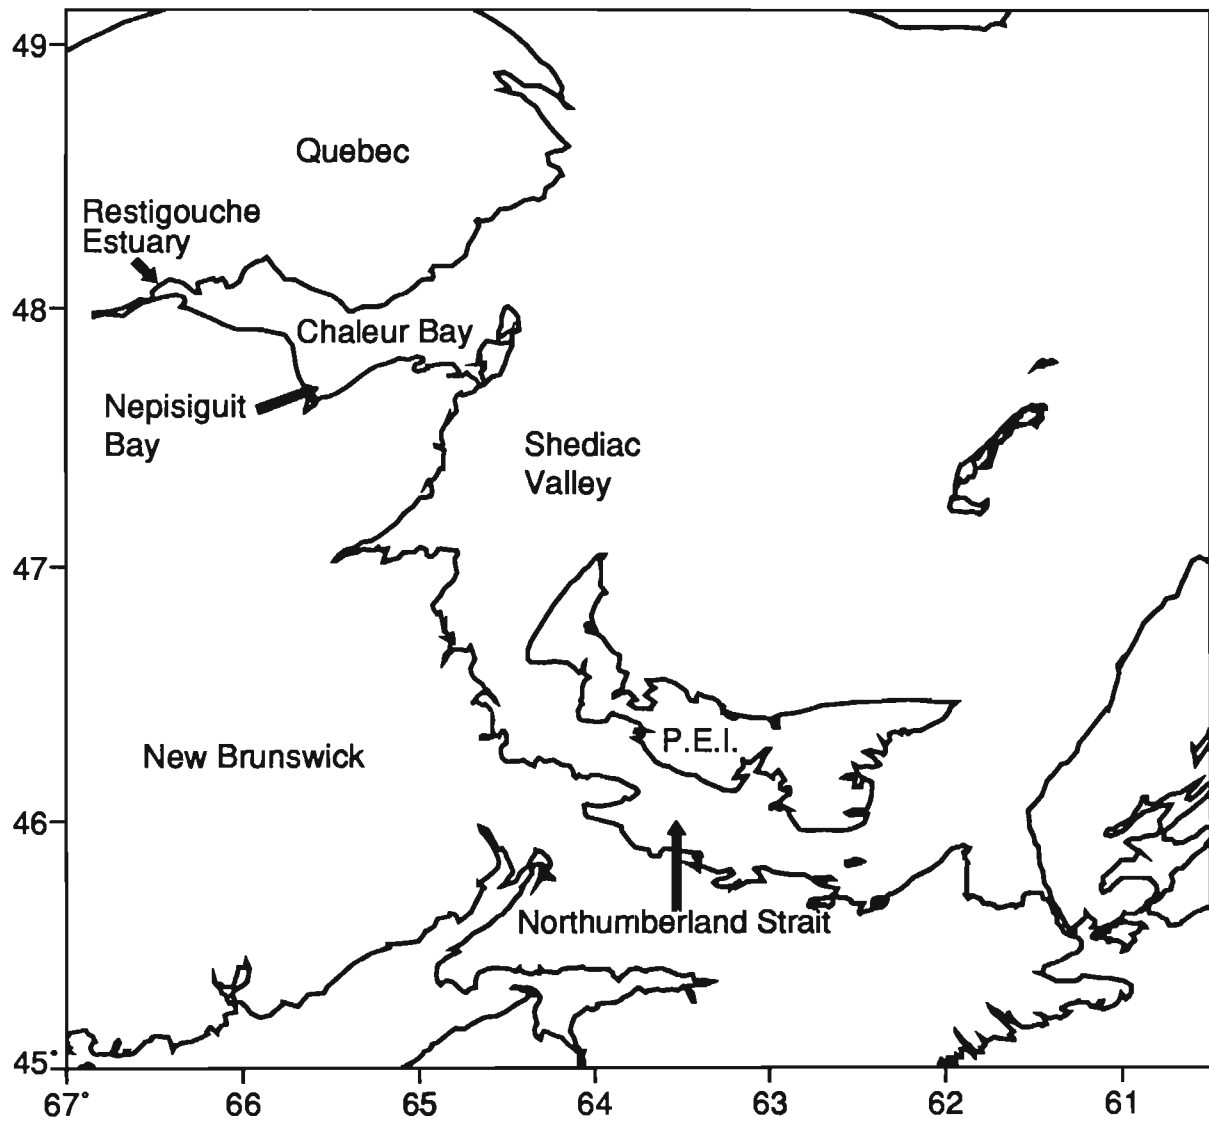 49
Quebec
Restigouche
Estuary
48
Chaleur Bay
Nepisiguit
Bay
Shediac
Valley
47
P.E.I.
New Brunswick
46
Northumberland Strait
45°
67° 66 65 64 63 62 61